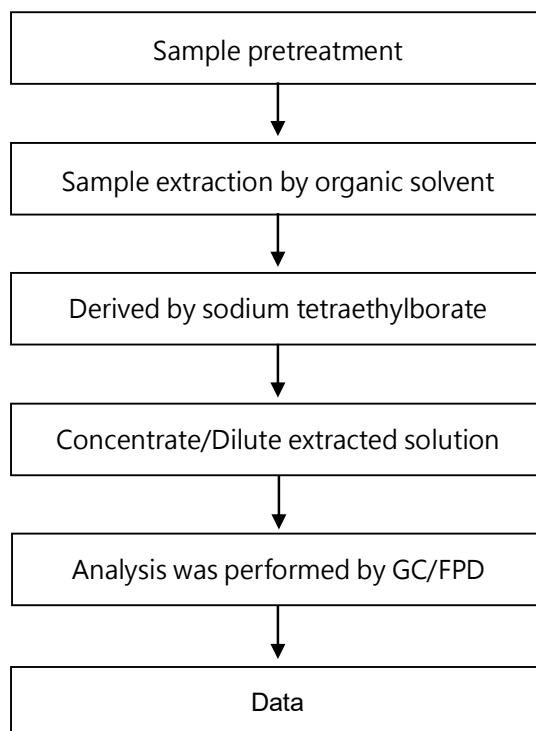 Sample pretreatment
Sample extraction by organic solvent
Derived by sodium tetraethylborate
Concentrate/Dilute extracted solution
Analysis was performed by GC/FPD
Data